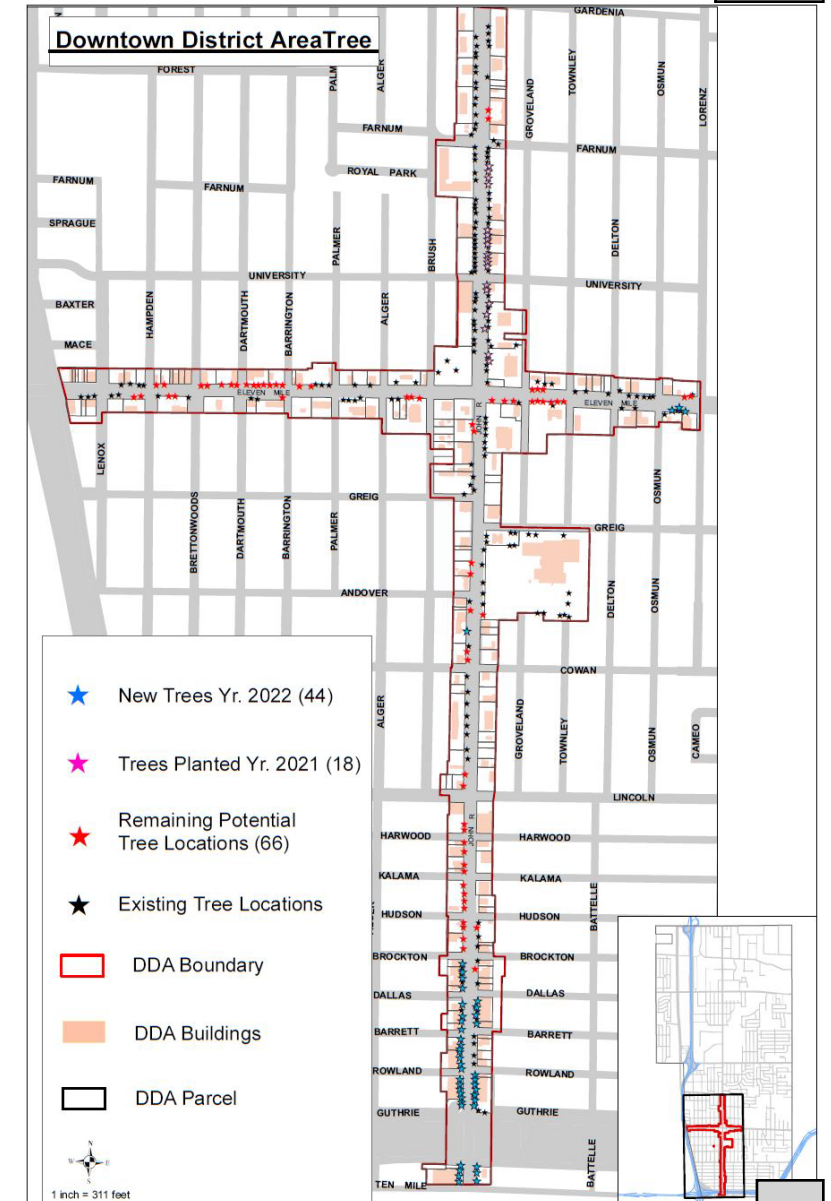 GARDENIA
Downtown District AreaTree
FOREST
PALM
ALGER
GROVELAND
TOWNLEY
OSMUN
LORENZ
FARNUM
FARNUM
ROYAL PARK
FARNUM
FARNUM
SPRAGUE
PALMER
BRUSH
DELTON
UNIVERSITY
UNIVERSITY
BAXTER
HAMPDEN
DARTMOUTH
BARRINGTON
ALGER
MACE
ELEVEN MILE
ELEVEN MILE
JOHN R
LENOX
GREIG
OSMUN
BRETTONWOODS
DARTMOUTH
BARRINGTON
PALMER
GREIG
ANDOVER
DELTON
OSMUN
COWAN
New Trees Yr. 2022 (44)
ALGER
GROVELAND
TOWNLEY
OSMUN
CAMEO
Trees Planted Yr. 2021 (18)
LINCOLN
Remaining Potential
Tree Locations (66)
JOHN R
HARWOOD
HARWOOD
KALAMA
KALAMA
Existing Tree Locations
HUDSON
HUDSON
BATTELLE
BROCKTON
BROCKTON
DDA Boundary
DALLAS
DALLAS
DDA Buildings
BARRETT
BARRETT
ROWLAND
ROWLAND
DDA Parcel
GUTHRIE
GUTHRIE
BATTELLE
N
W
E
S
TEN MILE
1 inch = 311 feet